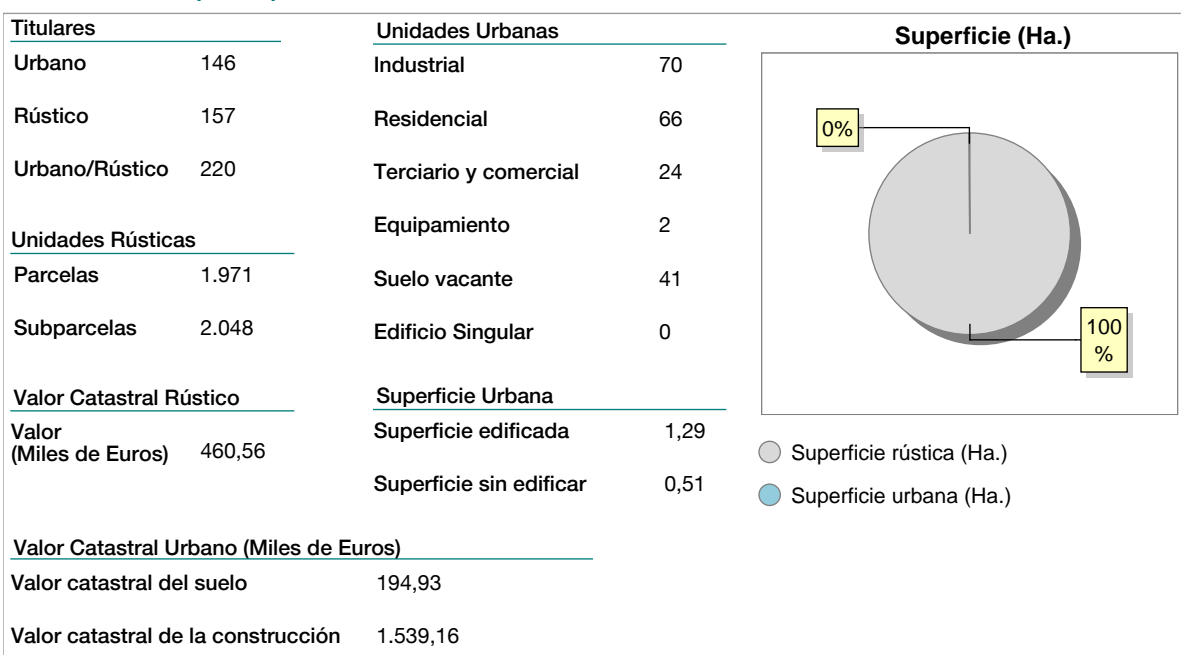 Titulares
Urbano 146
Rústico 157
Urbano/Rústico 220
Unidades Rústicas
Parcelas 1.971
Subparcelas 2.048
Valor Catastral Rústico
Valor
(Miles de Euros) 460,56
Unidades Urbanas
Industrial 70
Residencial 66
Terciario y comercial 24
Equipamiento 2
Suelo vacante 41
Edificio Singular 0
Superficie Urbana
Superficie edificada 1,29
Superficie sin edificar 0,51
Superficie (Ha.)
0%
100
%
Superficie rústica (Ha.)
Superficie urbana (Ha.)
Valor Catastral Urbano (Miles de Euros)
Valor catastral del suelo 194,93
Valor catastral de la construcción 1.539,16